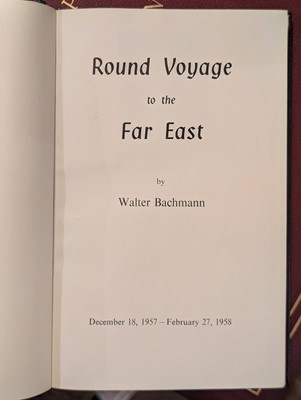 Round Voyage
to the
Far East
by
Walter Bachmann
December 18, 1957 – February 27, 1958